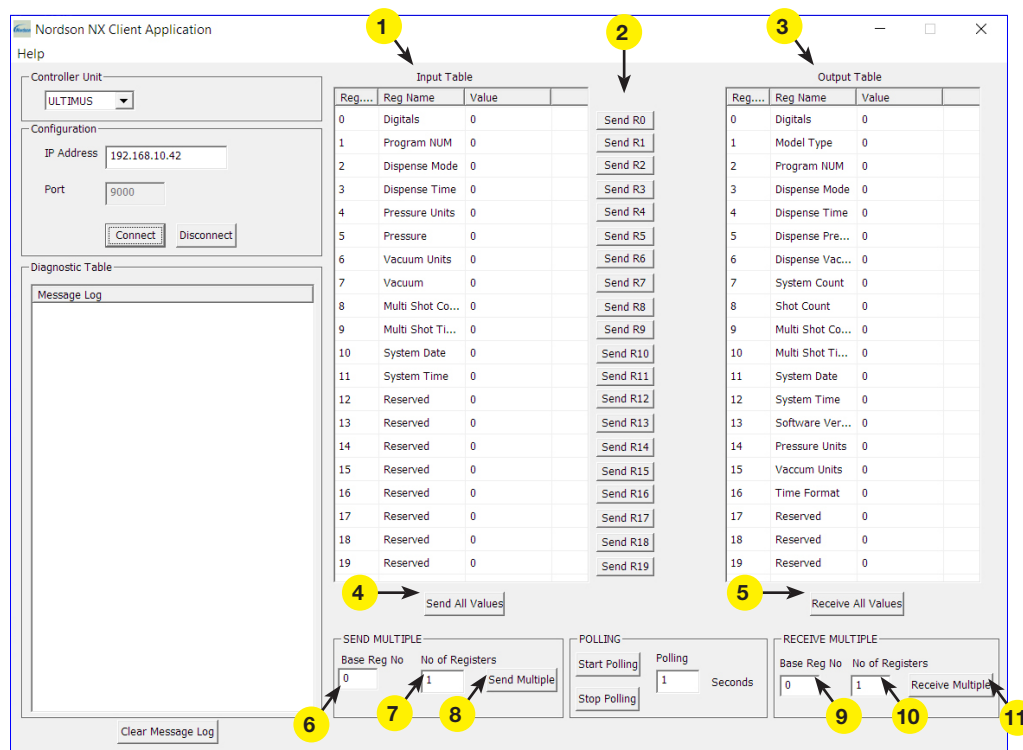 Nordson NX Client Application
Help
1
2
3
Controller Unit
ULTIMUS
Configuration
IP Address 192.168.10.42
Port 9000
Connect Disconnect
Diagnostic Table
Message Log
Clear Message Log
Input Table
Reg.... Reg Name Value
0 Digitals 0
1 Program NUM 0
2 Dispense Mode 0
3 Dispense Time 0
4 Pressure Units 0
5 Pressure 0
6 Vacuum Units 0
7 Vacuum 0
8 Multi Shot Co... 0
9 Multi Shot Ti... 0
10 System Date 0
11 System Time 0
12 Reserved 0
13 Reserved 0
14 Reserved 0
15 Reserved 0
16 Reserved 0
17 Reserved 0
18 Reserved 0
19 Reserved 0
Send R0
Send R1
Send R2
Send R3
Send R4
Send R5
Send R6
Send R7
Send R8
Send R9
Send R10
Send R11
Send R12
Send R13
Send R14
Send R15
Send R16
Send R17
Send R18
Send R19
Output Table
Reg.... Reg Name Value
0 Digitals 0
1 Model Type 0
2 Program NUM 0
3 Dispense Mode 0
4 Dispense Time 0
5 Dispense Pre... 0
6 Dispense Vac... 0
7 System Count 0
8 Shot Count 0
9 Multi Shot Co... 0
10 Multi Shot Ti... 0
11 System Date 0
12 System Time 0
13 Software Ver... 0
14 Pressure Units 0
15 Vaccum Units 0
16 Time Format 0
17 Reserved 0
18 Reserved 0
19 Reserved 0
4
Send All Values
5
Receive All Values
SEND MULTIPLE
Base Reg No No of Registers
0 1 Send Multiple
6 7 8
POLLING
Start Polling Polling
1 Seconds
Stop Polling
RECEIVE MULTIPLE
Base Reg No No of Registers
0 1 Receive Multiple
9 10 11